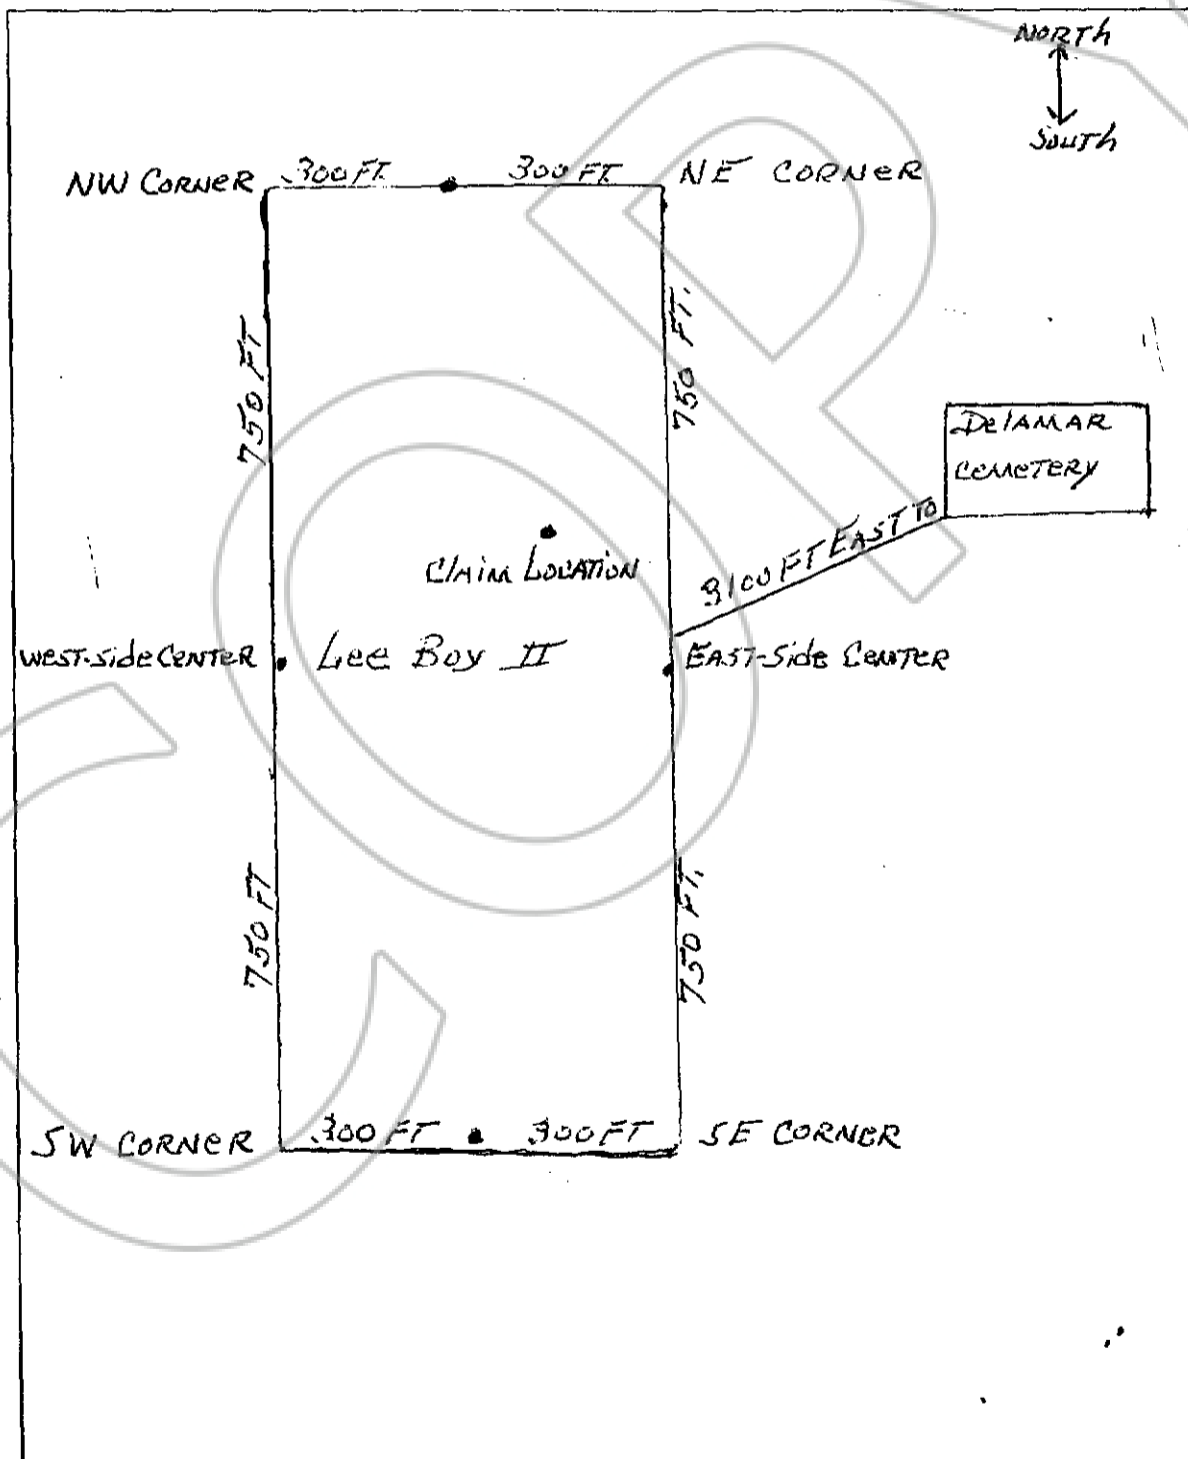 NORTH
SOUTH
NW CORNER 300 FT. 300 FT. NE CORNER
750 FT
750 FT.
DelAMAR
CEMETERY
3100 FT EAST TO
ClAim LOCATION
WEST-Side CENTER
Lee Boy II
EAST-Side CENTER
750 FT
750 FT.
SW CORNER 300 FT 300 FT SE CORNER
COP